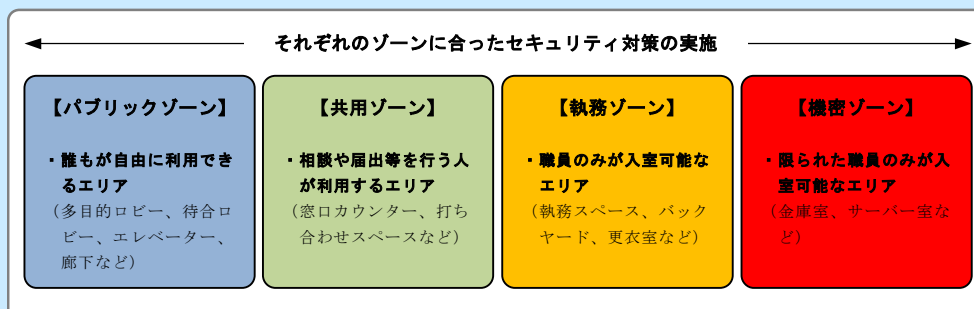 それぞれのゾーンに合ったセキュリティ対策の実施
【パブリックゾーン】
・誰もが自由に利用でき
るエリア
（多目的ロビー、待合ロ
ビー、エレベーター、
廊下など）
【共用ゾーン】
・相談や届出等を行う人
が利用するエリア
（窓口カウンター、打ち
合わせスペースなど）
【執務ゾーン】
・職員のみが入室可能な
エリア
（執務スペース、バック
ヤード、更衣室など）
【機密ゾーン】
・限られた職員のみが入
室可能なエリア
（金庫室、サーバー室な
ど）